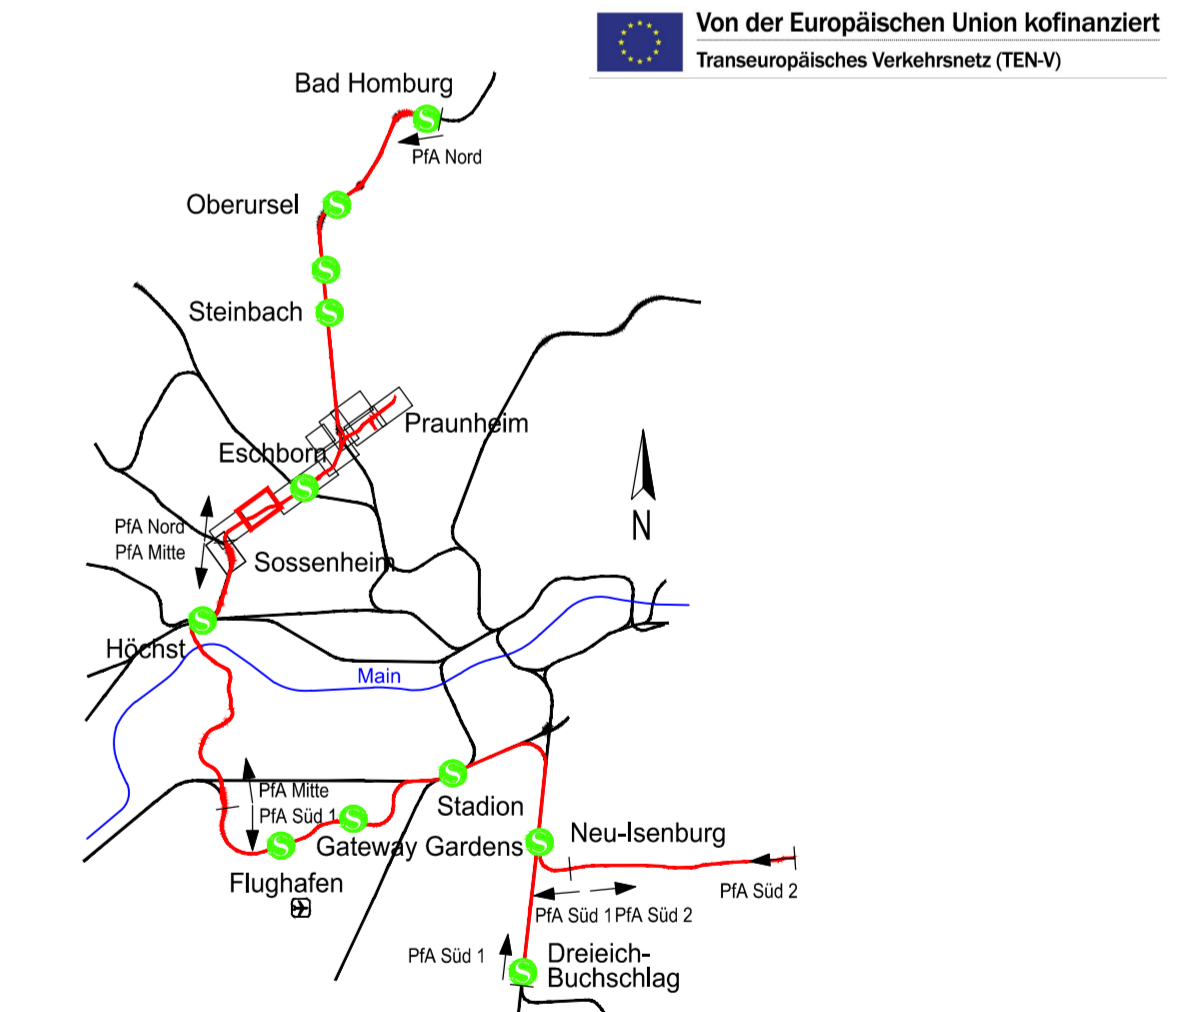 Von der Europäischen Union kofinanziert
Transeuropäisches Verkehrsnetz (TEN-V)
Bad Homburg
S
PfA Nord
Oberursel
S
S
Steinbach
S
Praunheim
Eschborn
S
N
PfA Nord
PfA Mitte
Sossenheim
S
Höchst
Main
PfA Mitte
PfA Süd 1
S
Stadion
S
Gateway Gardens
S
Neu-Isenburg
S
Flughafen
PfA Süd 2
PfA Süd 1
PfA Süd 2
PfA Süd 1
S
Dreieich-
Buchschlag